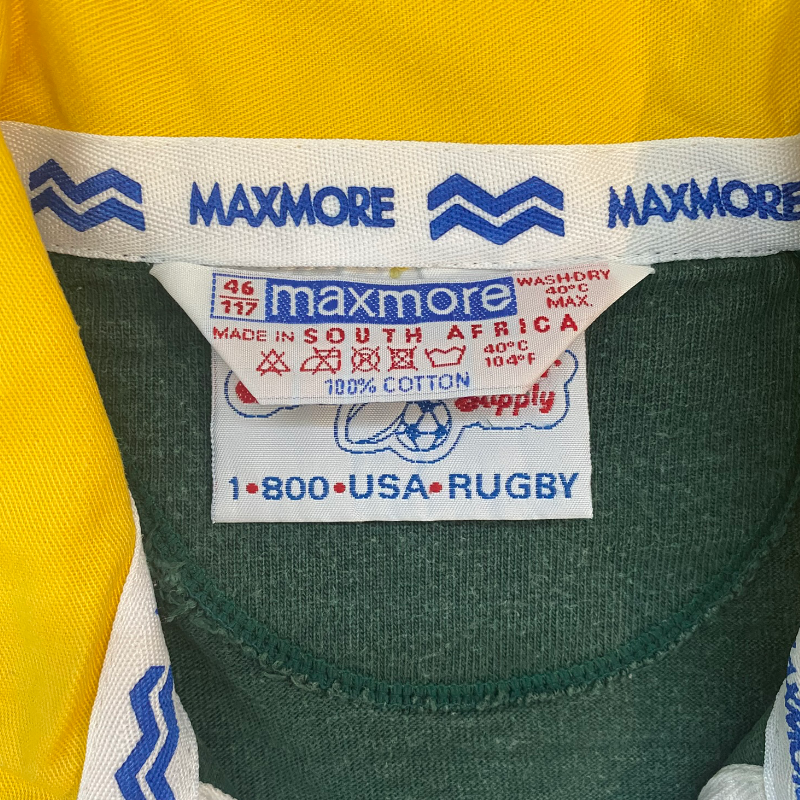 MAXMORE MAXMORE
46
117
maxmore
WASH-DRY
40°C
MAX.
MADE IN SOUTH AFRICA
40°C
104°F
100% COTTON
Supply
1•800•USA•RUGBY